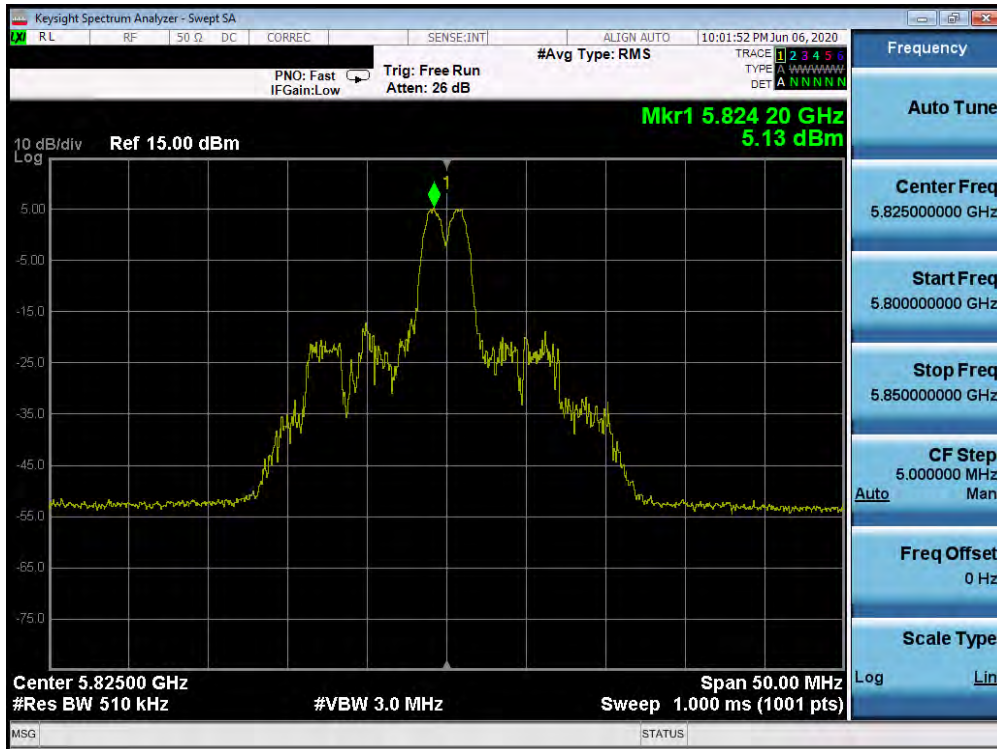 Keysight Spectrum Analyzer - Swept SA
LXI RL RF 50 Ω DC CORREC SENSE:INT ALIGN AUTO 10:01:52 PM Jun 06, 2020
Frequency
#Avg Type: RMS
TRACE 1 2 3 4 5 6
PNO: Fast Trig: Free Run
TYPE A WWWWW
IFGain:Low Atten: 26 dB
DET A N N N N N
Auto Tune
Mkr1 5.824 20 GHz
5.13 dBm
10 dB/div Ref 15.00 dBm
Log
1
Center Freq
5.825000000 GHz
5.00
-5.00
Start Freq
5.800000000 GHz
-15.0
-25.0
Stop Freq
5.850000000 GHz
-35.0
-45.0
CF Step
5.000000 MHz
Auto Man
-55.0
Freq Offset
0 Hz
-65.0
-75.0
Scale Type
Log Lin
Center 5.82500 GHz Span 50.00 MHz
#Res BW 510 kHz #VBW 3.0 MHz Sweep 1.000 ms (1001 pts)
MSG STATUS